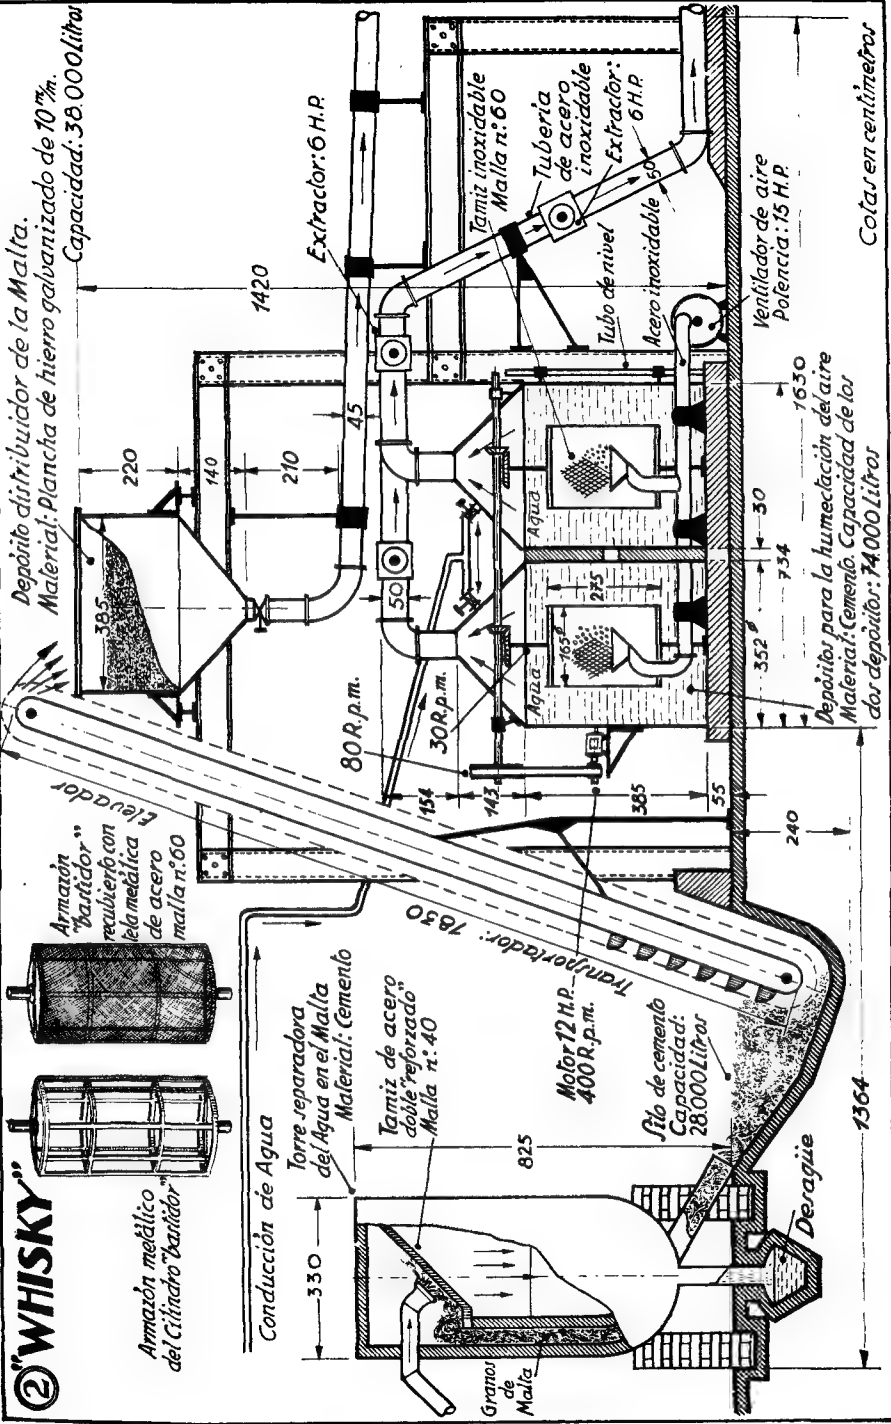 ② "WHISKY"
Armazón metálico
del Cilindro "bastidor"
Armazón
"bastidor"
recubierto con
tela metálica
de acero
malla n.º 60
Elevador
Transportador: 1830
Depósito distribuidor de la Malta.
Material: Plancha de hierro galvanizado de 10 m/m.
Capacidad: 38.000 Litros
385
220
140
210
1420
45
Extractor: 6 H.P.
Conducción de Agua
Torre separadora
del Agua en el Malta
Material: Cemento
Tamiz de acero
doble "reforzado"
Malla n.º 40
330
825
Granos
de
Malta
Desagüe
1364
Silo de cemento
Capacidad:
28.000 Litros
Motor 12 H.P.
400 R.p.m.
80 R.p.m.
30 R.p.m.
154
143
385
55
240
50
Agua
Agua
165
275
Tamiz inoxidable
Malla n.º 60
Tubería
de acero
inoxidable
Extractor:
6 H.P.
50
Tubo de nivel
Acero inoxidable
Ventilador de aire
Potencia: 15 H.P.
352
30
734
1630
Depósitos para la humectación del aire
Material: Cemento. Capacidad de los
dos depósitos: 74.000 Litros
Cotas en centímetros